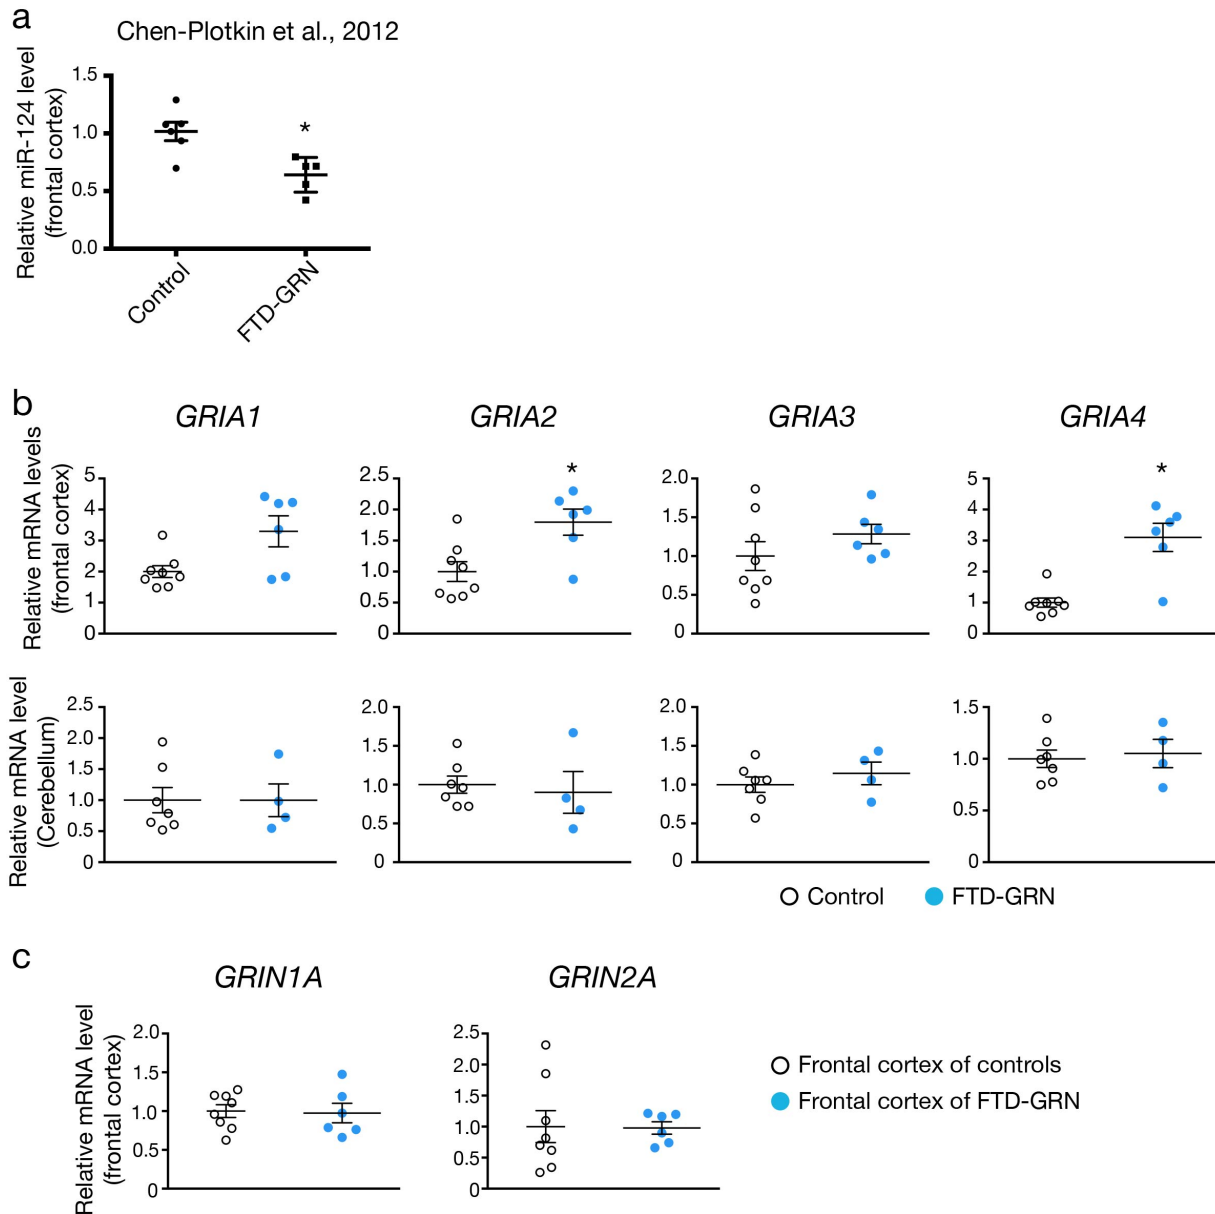 a
Chen-Plotkin et al., 2012
Relative miR-124 level
(frontal cortex)
1.5
1.0
0.5
0.0
*
Control
FTD-GRN
b
GRIA1
GRIA2
GRIA3
GRIA4
Relative mRNA levels
(frontal cortex)
5
4
3
2
1
0
2.5
2.0
1.5
1.0
0.5
0
*
2.0
1.5
1.0
0.5
0
5
4
3
2
1
0
*
Relative mRNA level
(Cerebellum)
2.5
2.0
1.5
1.0
0.5
0
2.0
1.5
1.0
0.5
0
2.0
1.5
1.0
0.5
0
1.5
1.0
0.5
0
Control
FTD-GRN
c
GRIN1A
GRIN2A
Relative mRNA level
(frontal cortex)
2.0
1.5
1.0
0.5
0
2.5
2.0
1.5
1.0
0.5
0
Frontal cortex of controls
Frontal cortex of FTD-GRN